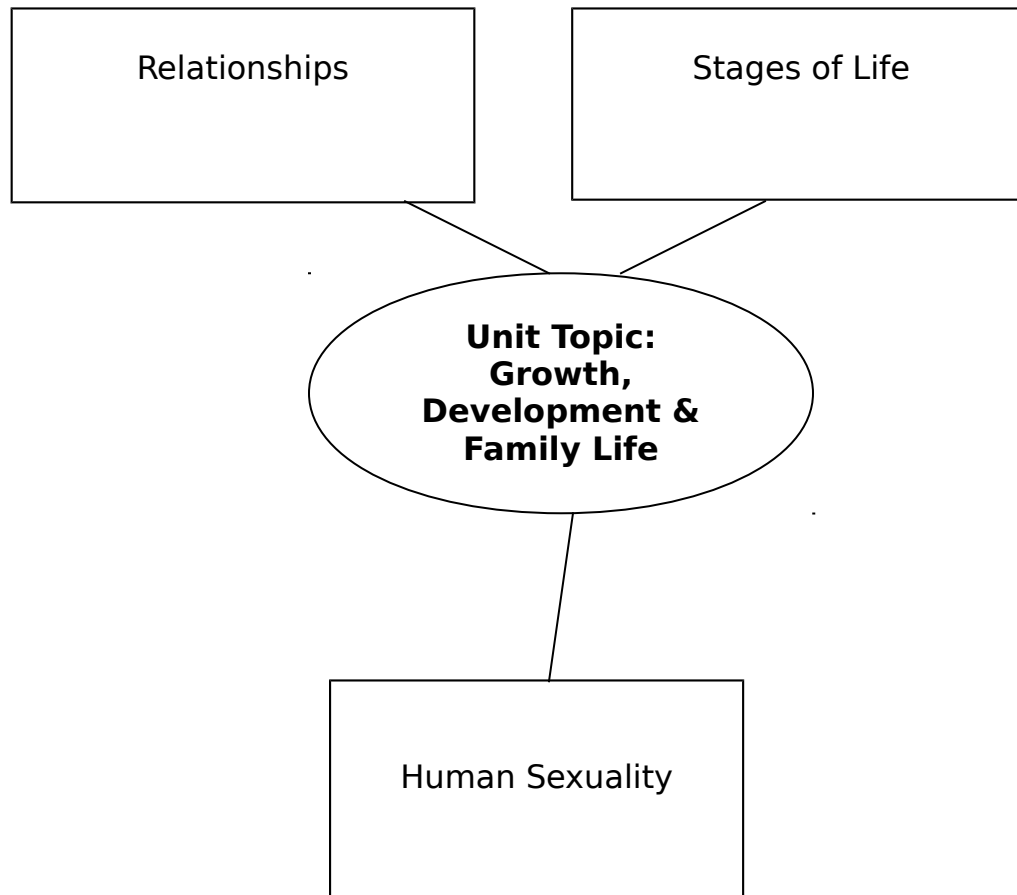 Relationships
Stages of Life
Unit Topic:
Growth,
Development &
Family Life
Human Sexuality